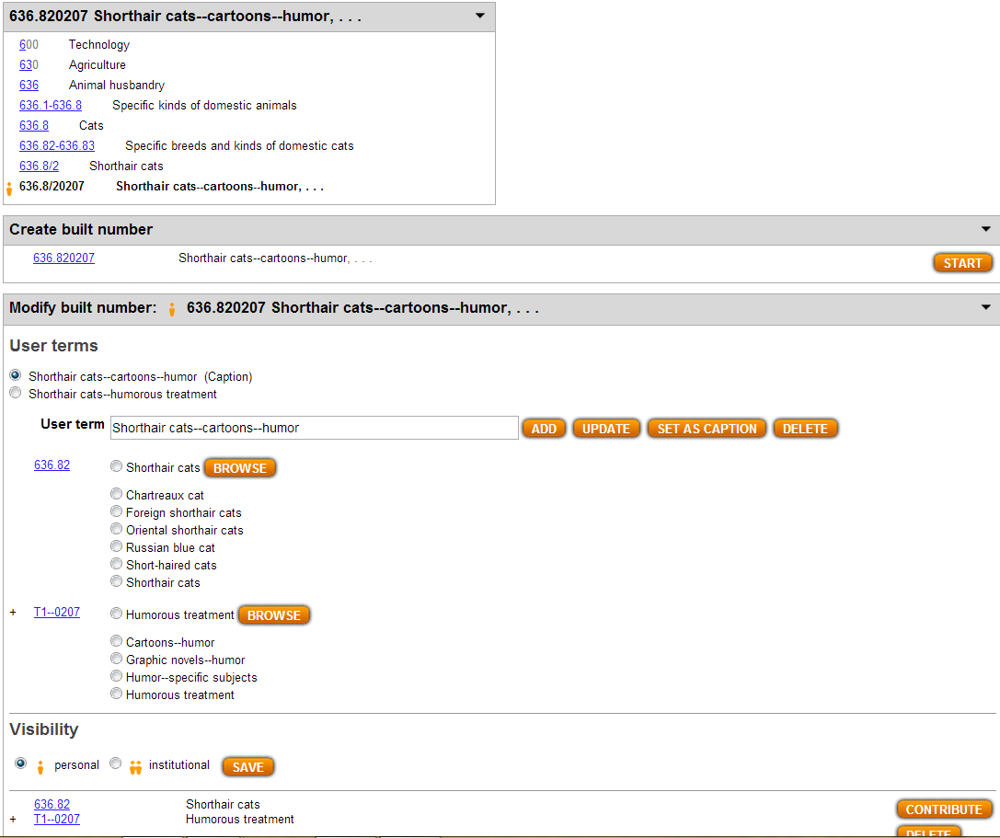 636.820207 Shorthair cats--cartoons--humor, . . .
600 Technology
630 Agriculture
636 Animal husbandry
636.1-636.8 Specific kinds of domestic animals
636.8 Cats
636.82-636.83 Specific breeds and kinds of domestic cats
636.8/2 Shorthair cats
636.8/20207 Shorthair cats--cartoons--humor, . . .
Create built number
636.820207 Shorthair cats--cartoons--humor, . . . START
Modify built number: 636.820207 Shorthair cats--cartoons--humor, . . .
User terms
Shorthair cats--cartoons--humor (Caption)
Shorthair cats--humorous treatment
User term Shorthair cats--cartoons--humor ADD UPDATE SET AS CAPTION DELETE
636.82 Shorthair cats BROWSE
Chartreaux cat
Foreign shorthair cats
Oriental shorthair cats
Russian blue cat
Short-haired cats
Shorthair cats
+ T1--0207 Humorous treatment BROWSE
Cartoons--humor
Graphic novels--humor
Humor--specific subjects
Humorous treatment
Visibility
personal institutional SAVE
636.82 Shorthair cats CONTRIBUTE
+ T1--0207 Humorous treatment
DELETE